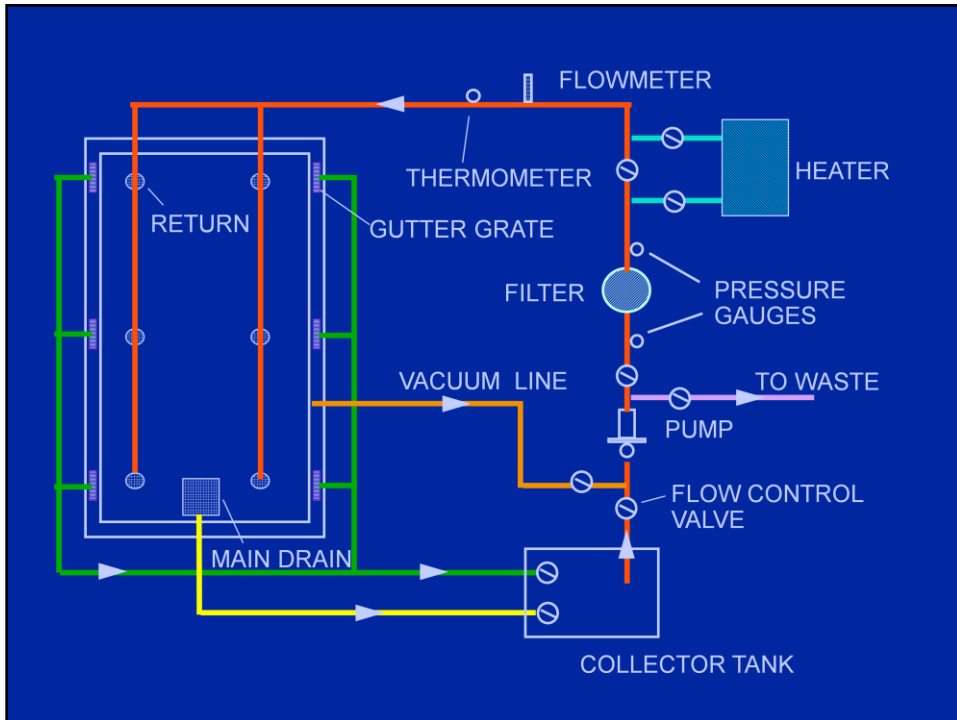 FLOWMETER
THERMOMETER
HEATER
RETURN
GUTTER GRATE
FILTER
PRESSURE
GAUGES
VACUUM LINE
TO WASTE
PUMP
FLOW CONTROL
VALVE
MAIN DRAIN
COLLECTOR TANK